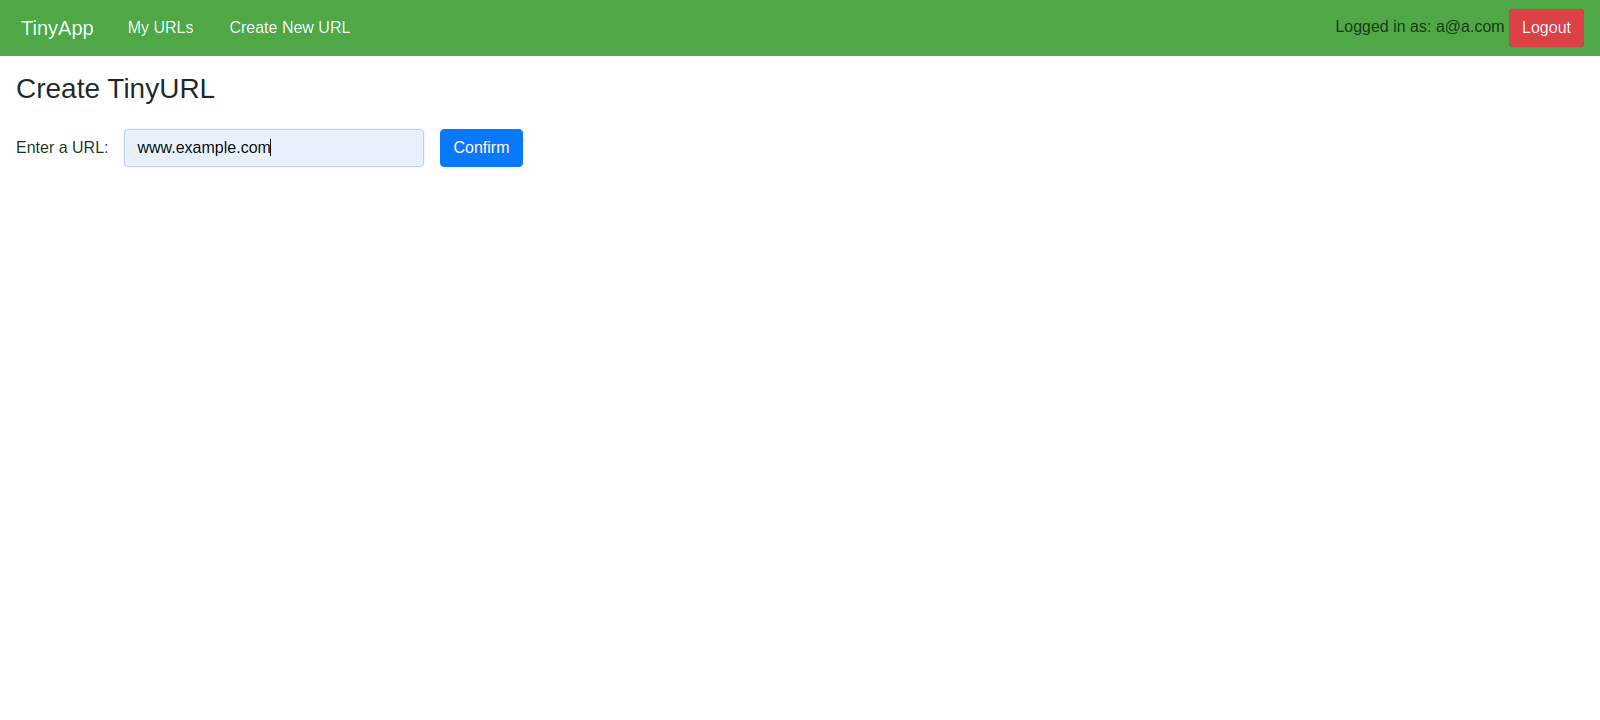 TinyApp My URLs Create New URL Logged in as: a@a.com Logout
Create TinyURL
Enter a URL: www.example.com Confirm